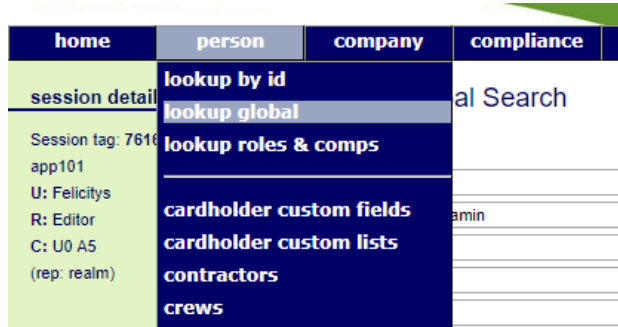 home person company compliance
lookup by id
session detail al Search
lookup global
Session tag: 7616 lookup roles & comps
app101
U: Felicitys
R: Editor cardholder custom fields amin
C: U0 A5 cardholder custom lists
(rep: realm) contractors
crews